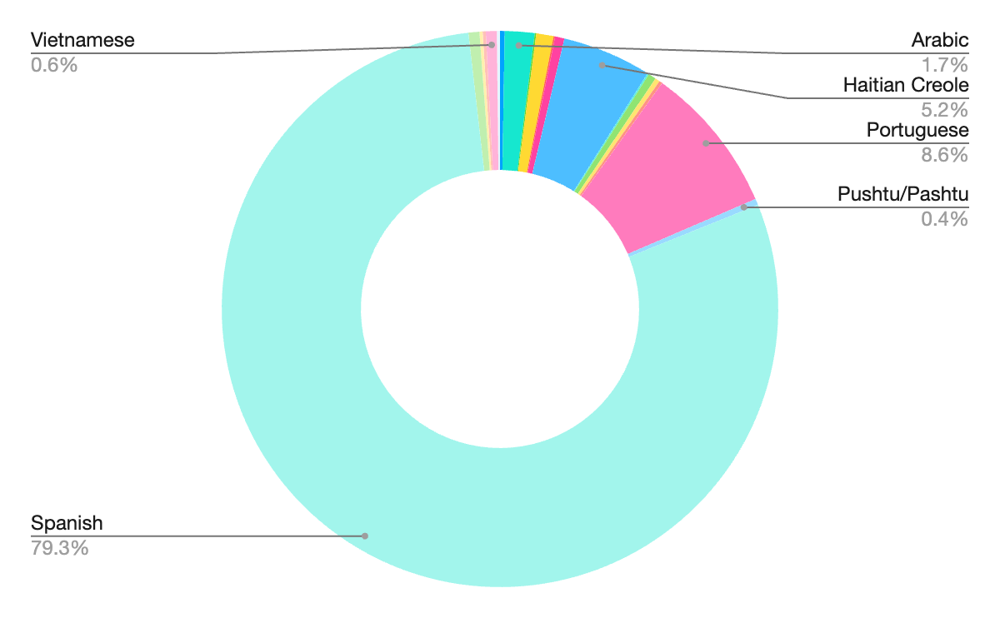 Vietnamese
0.6%
Arabic
1.7%
Haitian Creole
5.2%
Portuguese
8.6%
Pushtu/Pashtu
0.4%
Spanish
79.3%